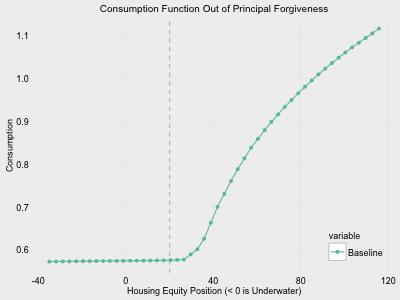 Consumption Function Out of Principal Forgiveness
Consumption
1.1
1.0
0.9
0.8
0.7
0.6
-40 0 40 80 120
Housing Equity Position (< 0 is Underwater)
variable
Baseline